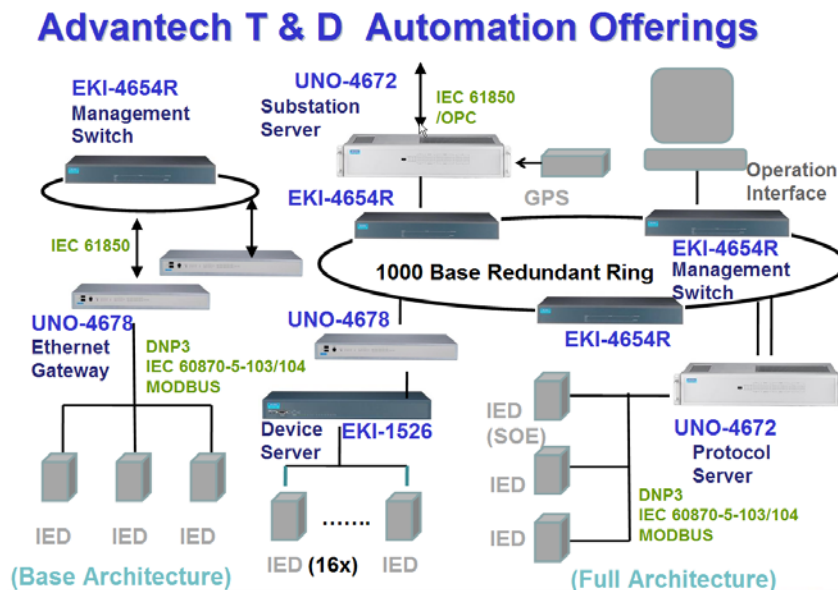 Advantech T & D Automation Offerings
EKI-4654R
Management
Switch
UNO-4672
Substation
Server
IEC 61850
/OPC
GPS
Operation
Interface
EKI-4654R
IEC 61850
EKI-4654R
Management
Switch
1000 Base Redundant Ring
EKI-4654R
UNO-4678
Ethernet
Gateway
DNP3
IEC 60870-5-103/104
MODBUS
UNO-4678
Device
Server
EKI-1526
IED
(SOE)
UNO-4672
Protocol
Server
IED
IED
DNP3
IEC 60870-5-103/104
MODBUS
IED IED IED
IED (16x) IED
(Base Architecture)
(Full Architecture)